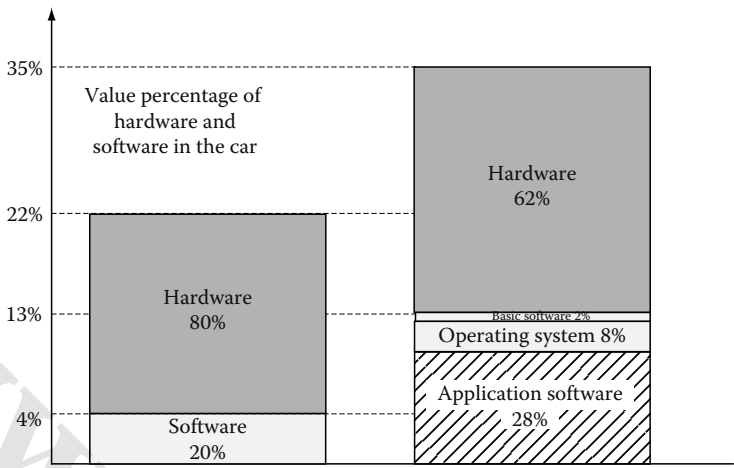 35%
Value percentage of
hardware and
software in the car
Hardware
62%
22%
Hardware
80%
13%
Basic software 2%
Operating system 8%
Application software
28%
4%
Software
20%